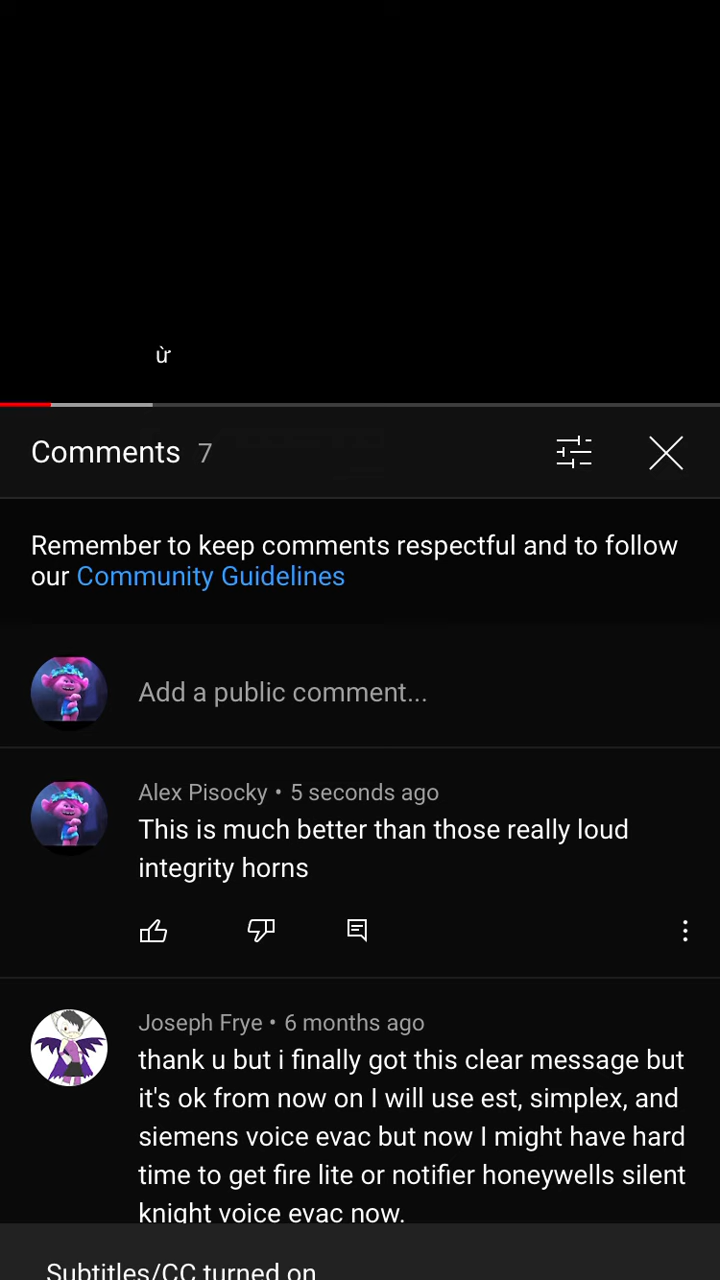 ừ
Comments 7
Remember to keep comments respectful and to follow
our Community Guidelines
Add a public comment...
Alex Pisocky • 5 seconds ago
This is much better than those really loud
integrity horns
Joseph Frye • 6 months ago
thank u but i finally got this clear message but
it's ok from now on I will use est, simplex, and
siemens voice evac but now I might have hard
time to get fire lite or notifier honeywells silent
knight voice evac now.
Subtitles/CC turned on